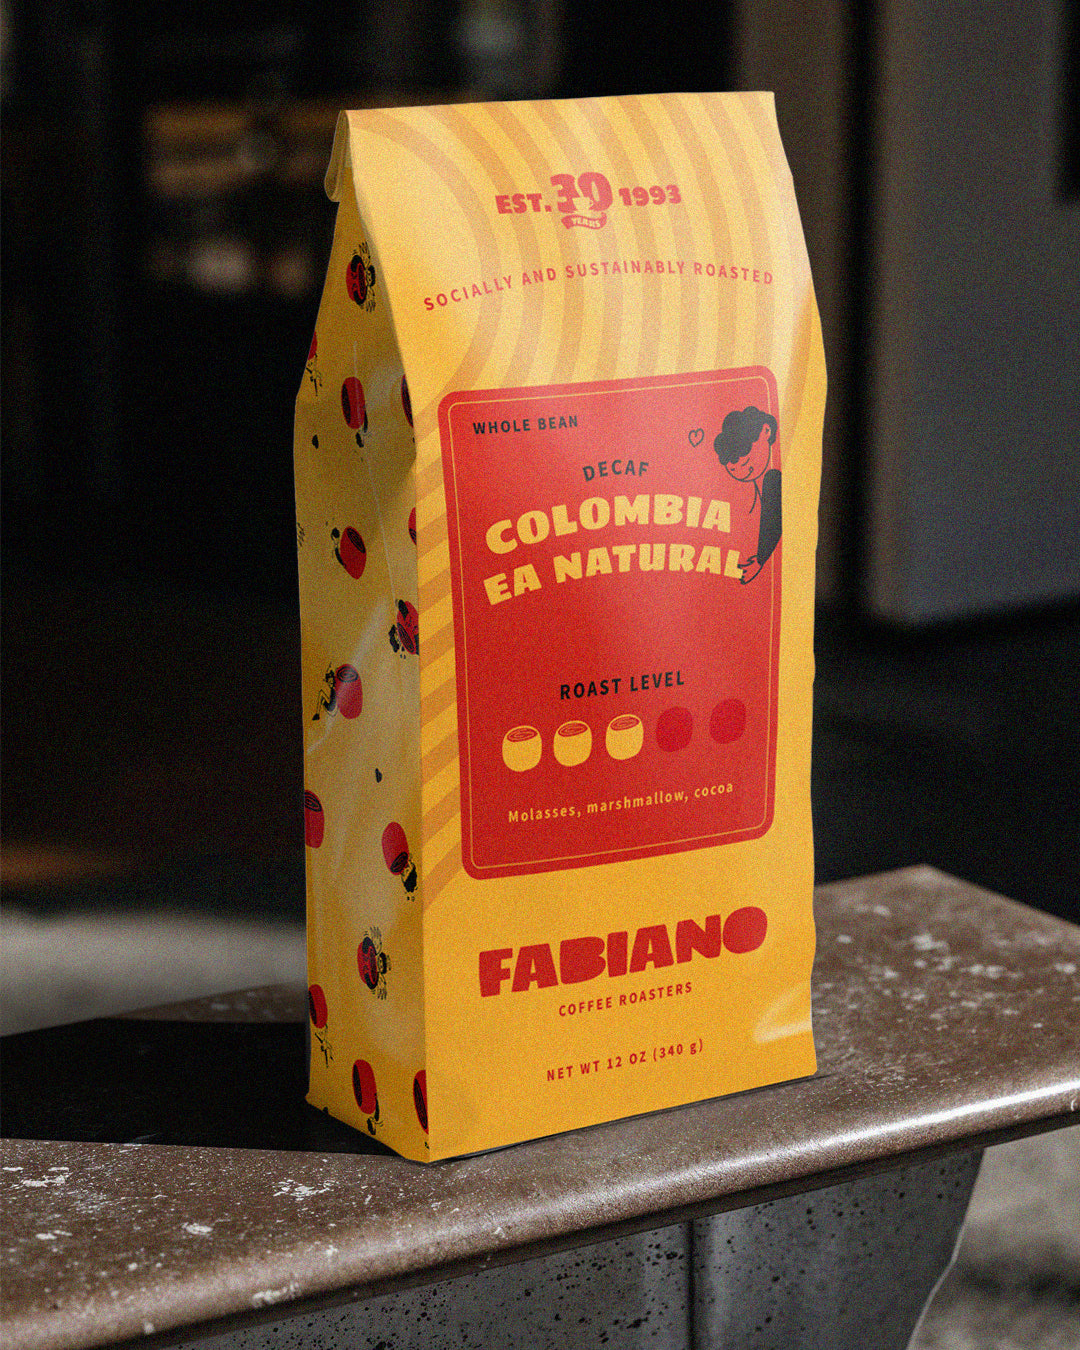 EST. 30 1993
YEARS
SOCIALLY AND SUSTAINABLY ROASTED
WHOLE BEAN
DECAF
COLOMBIA
EA NATURAL
ROAST LEVEL
Molasses, marshmallow, cocoa
FABIANO
COFFEE ROASTERS
NET WT 12 OZ (340 g)